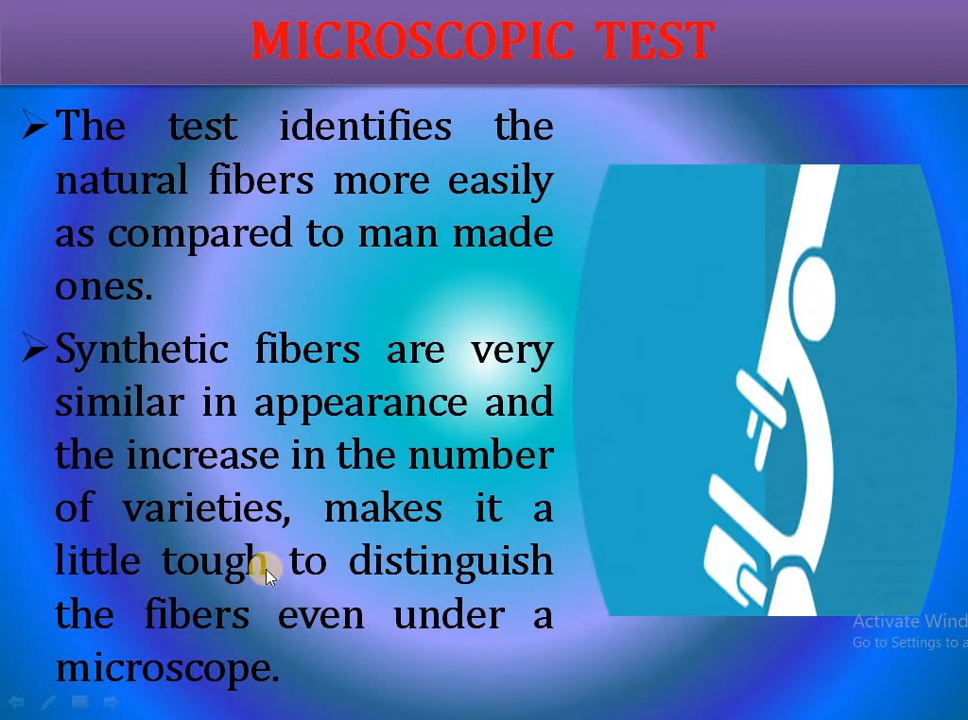 MICROSCOPIC TEST
The test identifies the
natural fibers more easily
as compared to man made
ones.
Synthetic fibers are very
similar in appearance and
the increase in the number
of varieties, makes it a
little tough to distinguish
the fibers even under a
microscope.
Activate Wind
Go to Settings to a